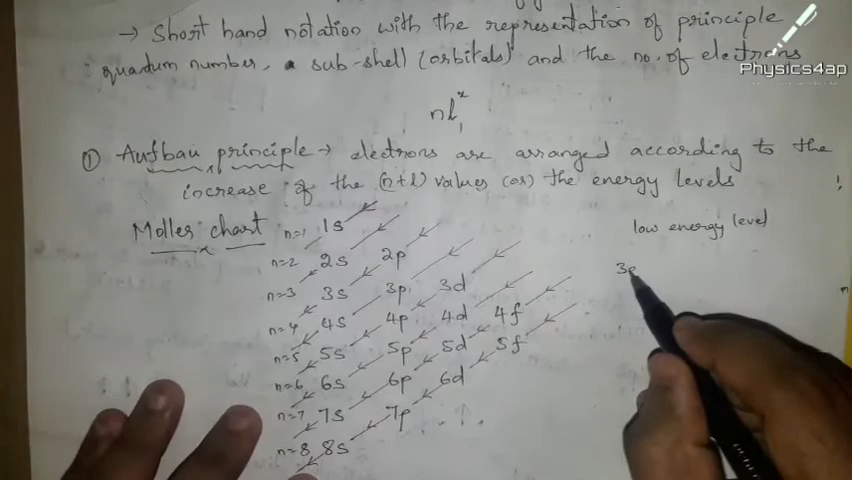 → Short hand notation with the representation of principle
quantum number, sub-shell (orbitals) and the no. of electrons
Physics4ap
nl^x
① Aufbau principle → electrons are arranged according to the
increase of the (n+l) values (or) the energy levels
Moller chart
low energy level
n=1 1s
n=2 2s 2p
n=3 3s 3p 3d
n=4 4s 4p 4d 4f
n=5 5s 5p 5d 5f
n=6 6s 6p 6d
n=7 7s 7p
n=8 8s